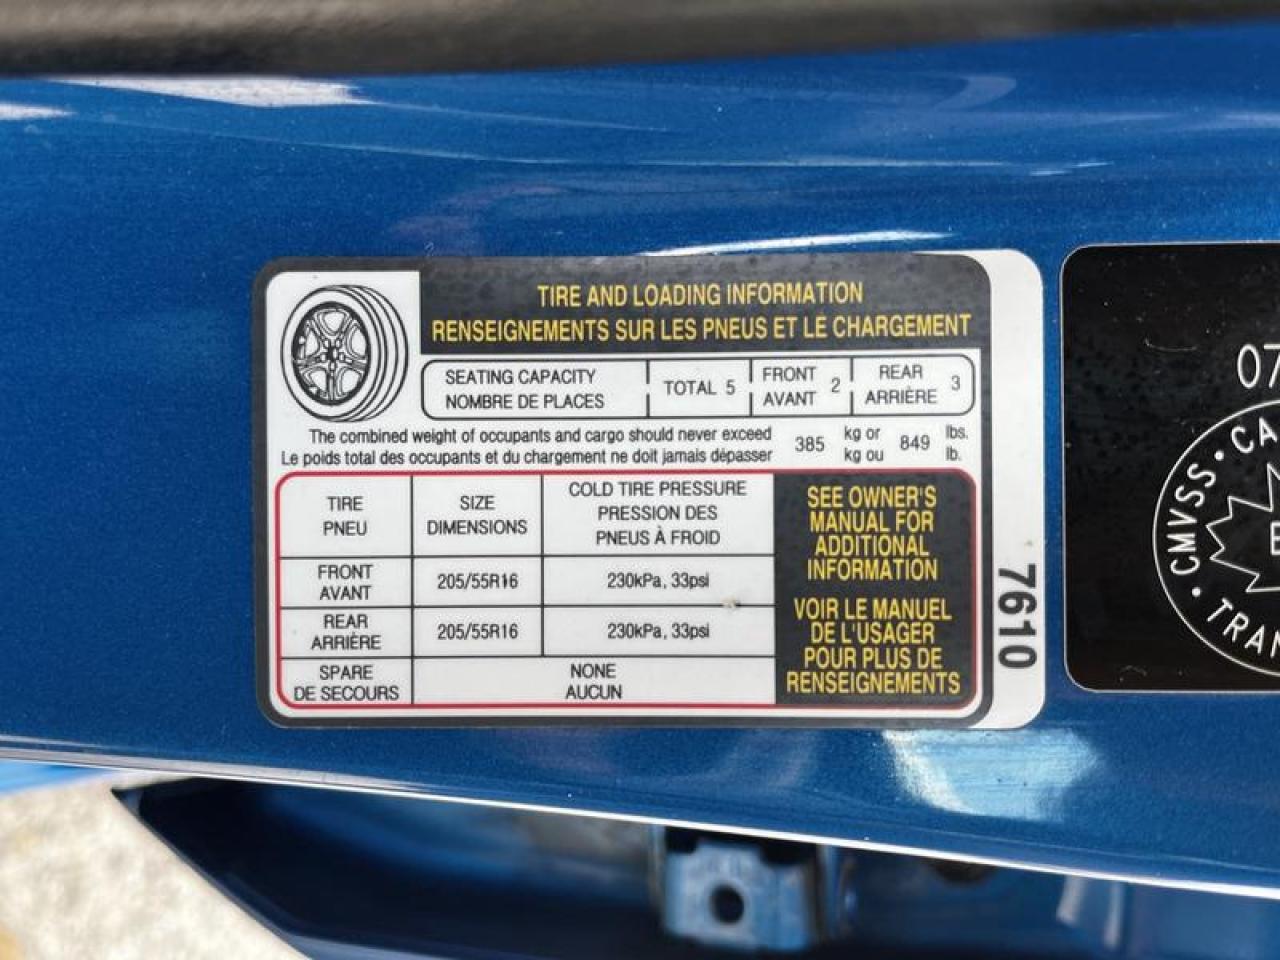 TIRE AND LOADING INFORMATION
RENSEIGNEMENTS SUR LES PNEUS ET LE CHARGEMENT
SEATING CAPACITY
NOMBRE DE PLACES
TOTAL 5
FRONT
AVANT
2
REAR
ARRIÈRE
3
The combined weight of occupants and cargo should never exceed
Le poids total des occupants et du chargement ne doit jamais dépasser
385
kg or
kg ou
849
lbs.
lb.
TIRE
PNEU
SIZE
DIMENSIONS
COLD TIRE PRESSURE
PRESSION DES
PNEUS À FROID
FRONT
AVANT
205/55R16
230kPa, 33psi
REAR
ARRIÈRE
205/55R16
230kPa, 33psi
SPARE
DE SECOURS
NONE
AUCUN
SEE OWNER'S
MANUAL FOR
ADDITIONAL
INFORMATION
VOIR LE MANUEL
DE L'USAGER
POUR PLUS DE
RENSEIGNEMENTS
7610
07
CMVSS • CA
• TRAN